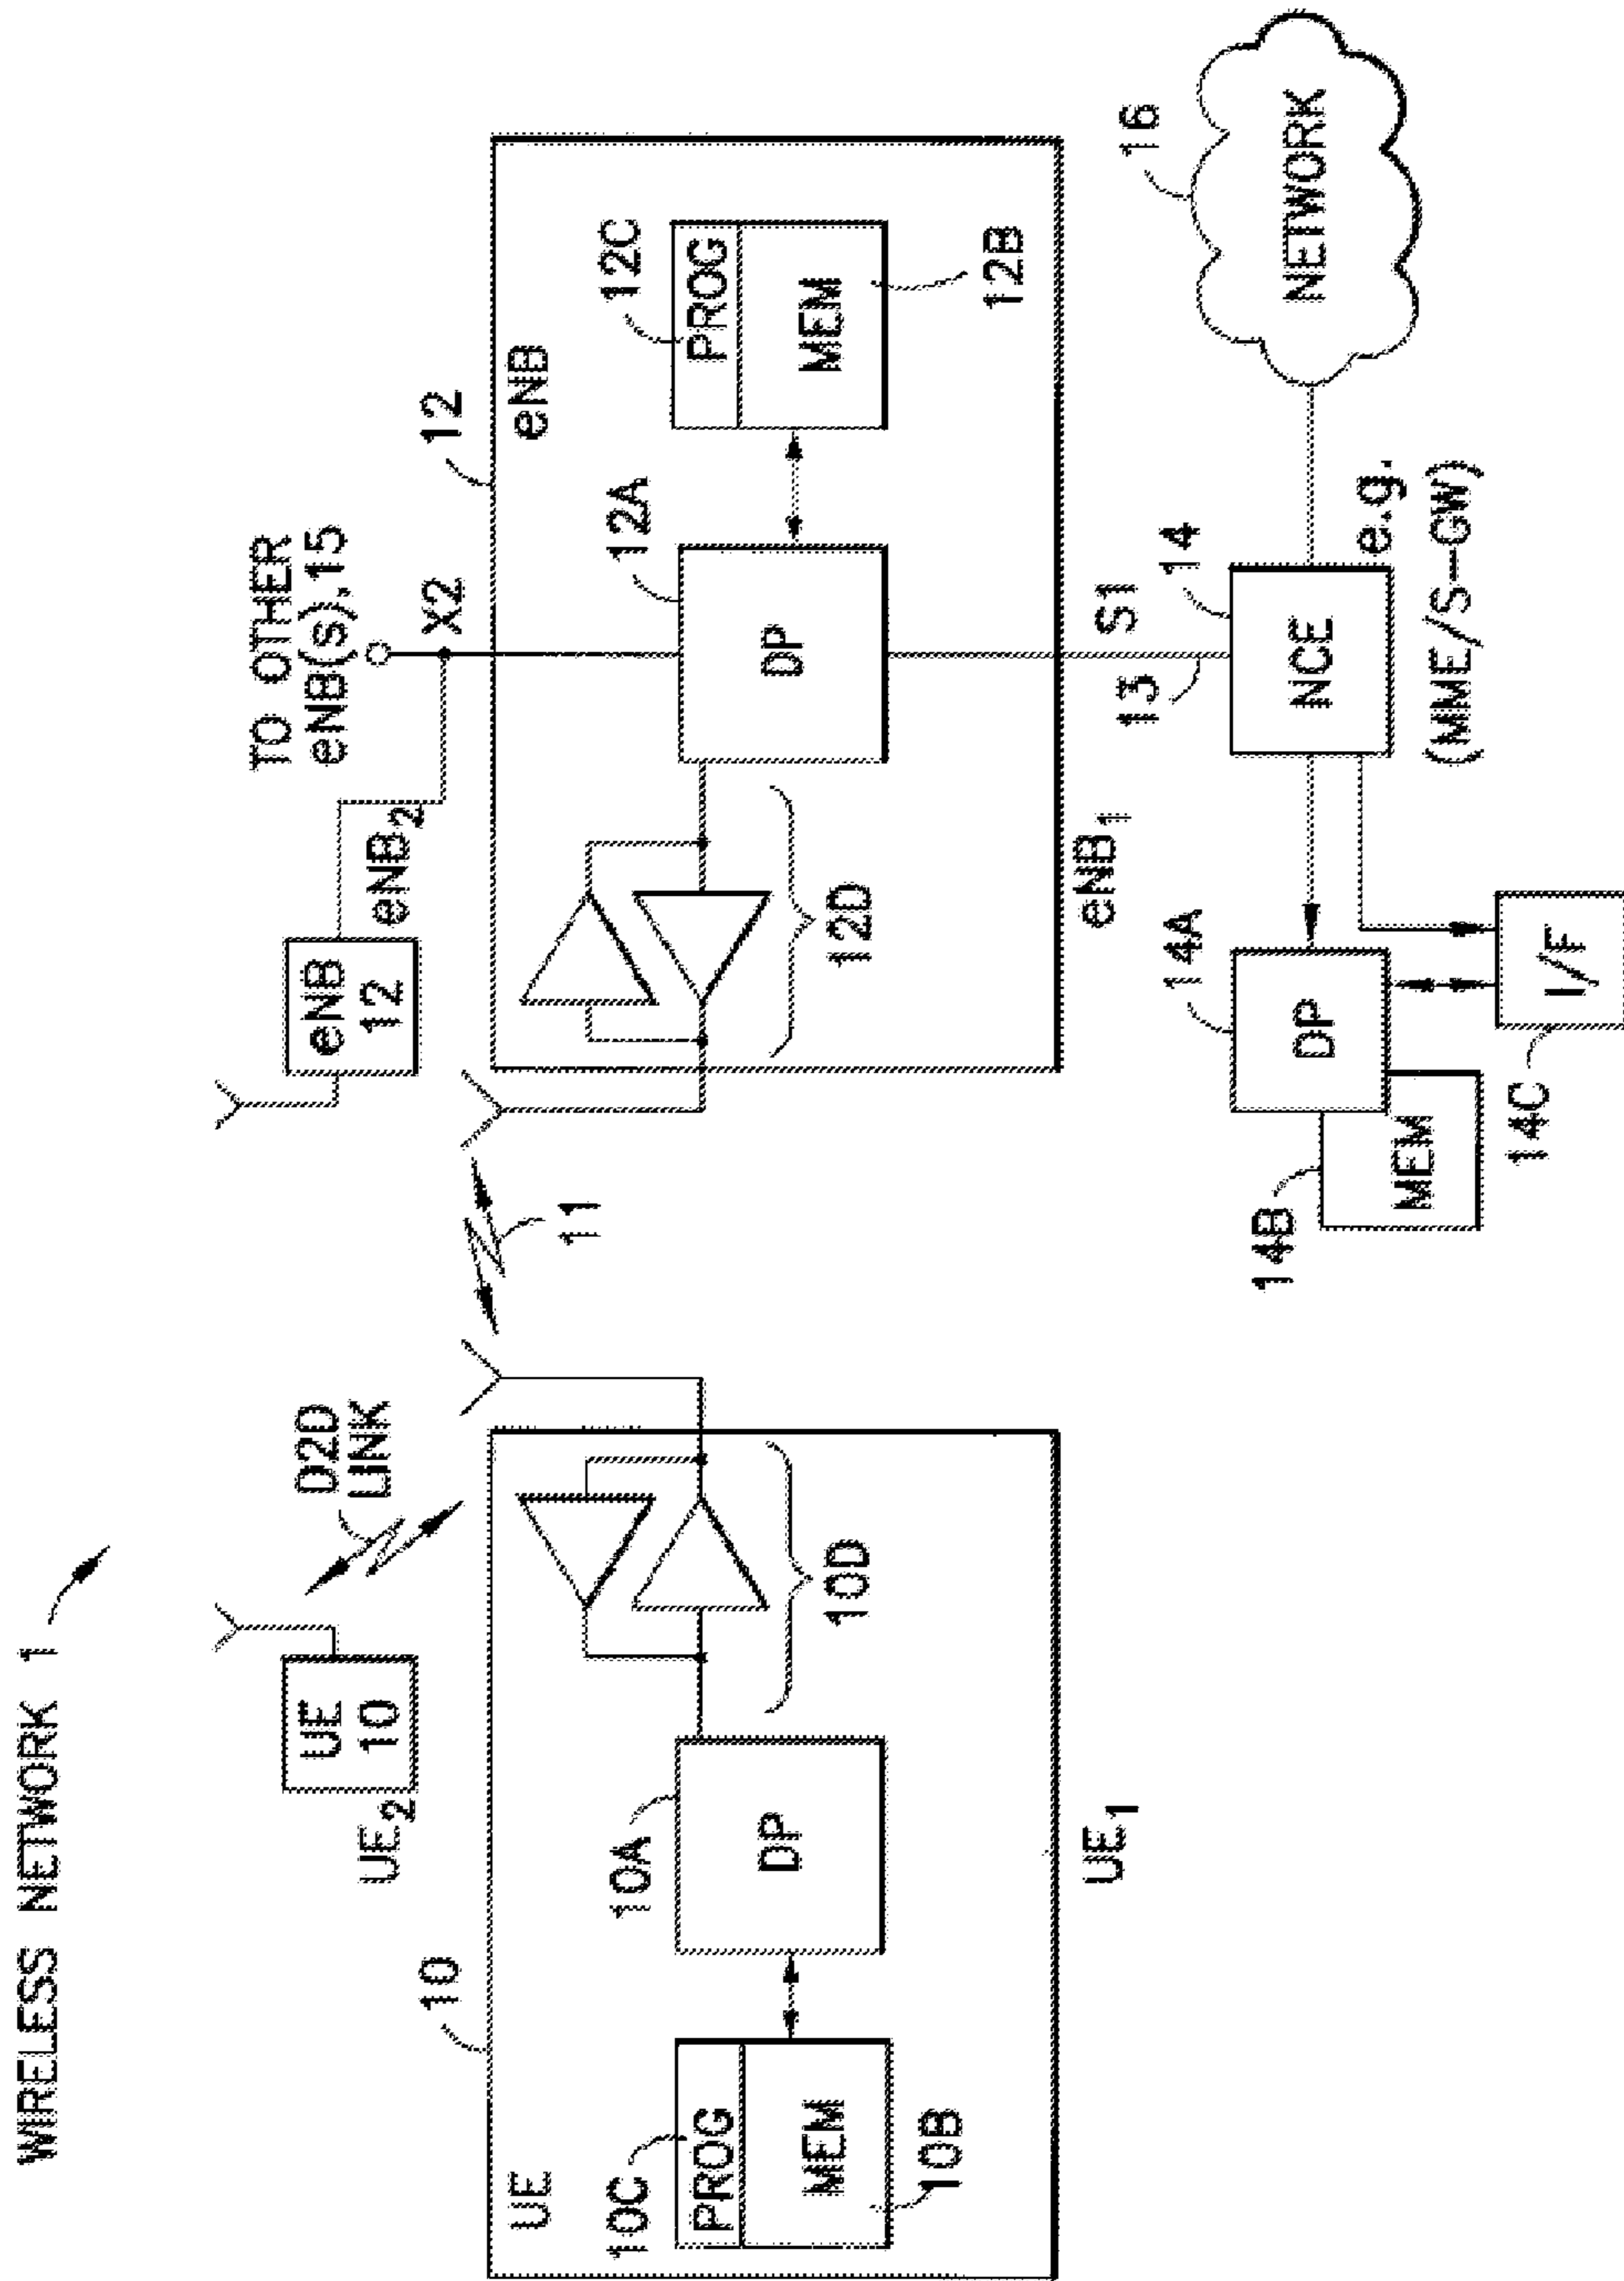 WIRELESS NETWORK 1
UE 10
UE2
D2D
LINK
10
UE
10C
PROG
MEM
10B
10A
DP
10D
UE1
11
eNB
12
eNB2
TO OTHER
eNB(s),15
X2
12
eNB
12D
12A
DP
12C
PROG
MEM
12B
eNB1
13
S1
14
NCE
e.g.
(MME/S-GW)
16
NETWORK
14A
DP
14B
MEM
14C
I/F